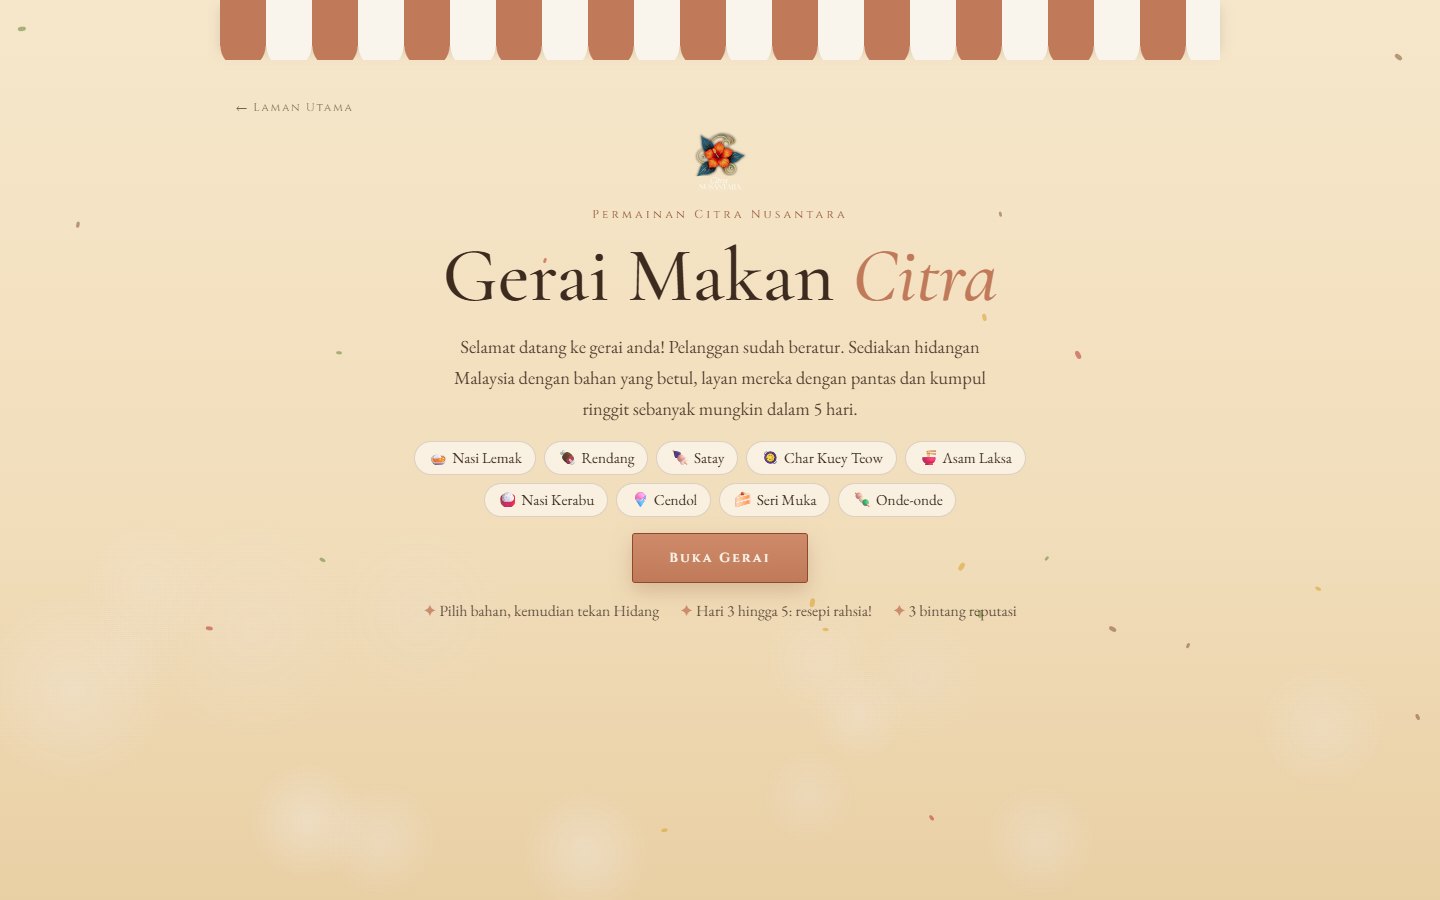 ← Laman Utama
NUSANTARA
Permainan Citra Nusantara
Gerai Makan Citra
Selamat datang ke gerai anda! Pelanggan sudah beratur. Sediakan hidangan
Malaysia dengan bahan yang betul, layan mereka dengan pantas dan kumpul
ringgit sebanyak mungkin dalam 5 hari.
Nasi Lemak Rendang Satay Char Kuey Teow Asam Laksa
Nasi Kerabu Cendol Seri Muka Onde-onde
Buka Gerai
✦ Pilih bahan, kemudian tekan Hidang ✦ Hari 3 hingga 5: resepi rahsia! ✦ 3 bintang reputasi